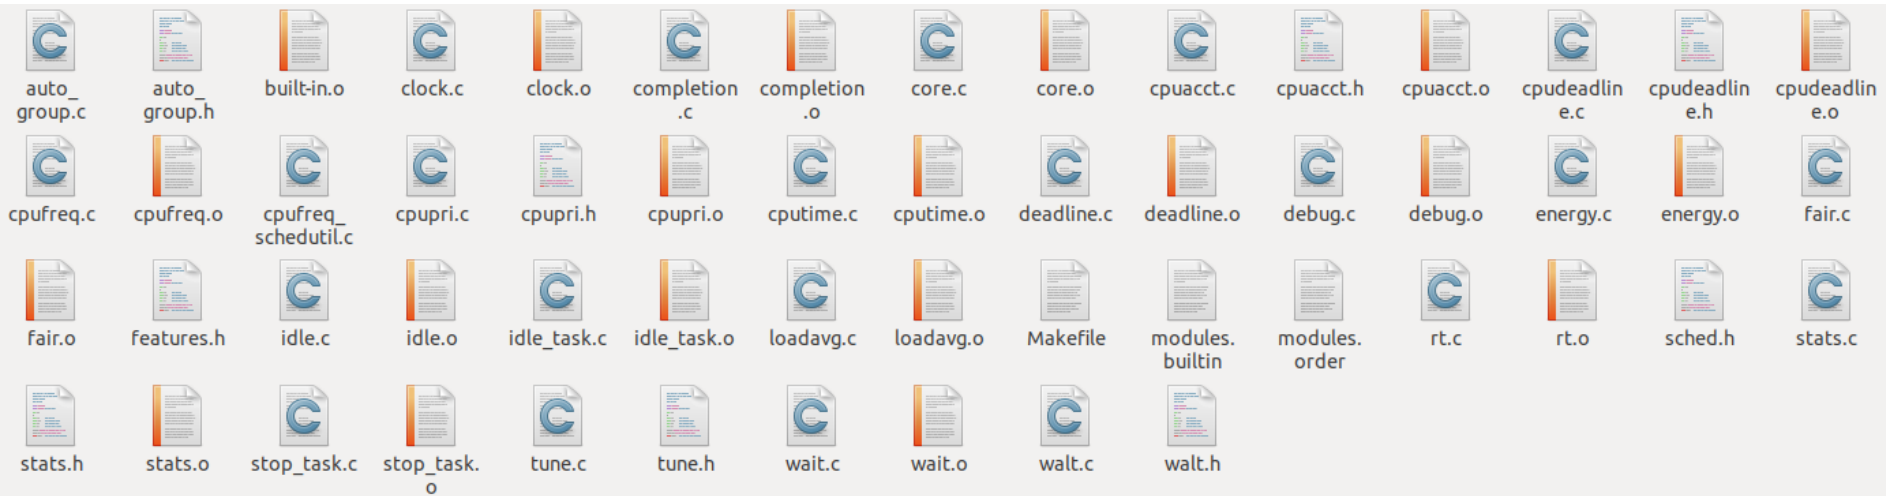 auto_ auto_ built-in.o clock.c clock.o completion completion core.c core.o cpuacct.c cpuacct.h cpuacct.o cpudeadlin cpudeadlin cpudeadlin
group.c group.h .c .o e.c e.h e.o
cpufreq.c cpufreq.o cpufreq_ cpupri.c cpupri.h cpupri.o cputime.c cputime.o deadline.c deadline.o debug.c debug.o energy.c energy.o fair.c
schedutil.c
fair.o features.h idle.c idle.o idle_task.c idle_task.o loadavg.c loadavg.o Makefile modules. modules. rt.c rt.o sched.h stats.c
builtin order
stats.h stats.o stop_task.c stop_task. tune.c tune.h wait.c wait.o walt.c walt.h
o